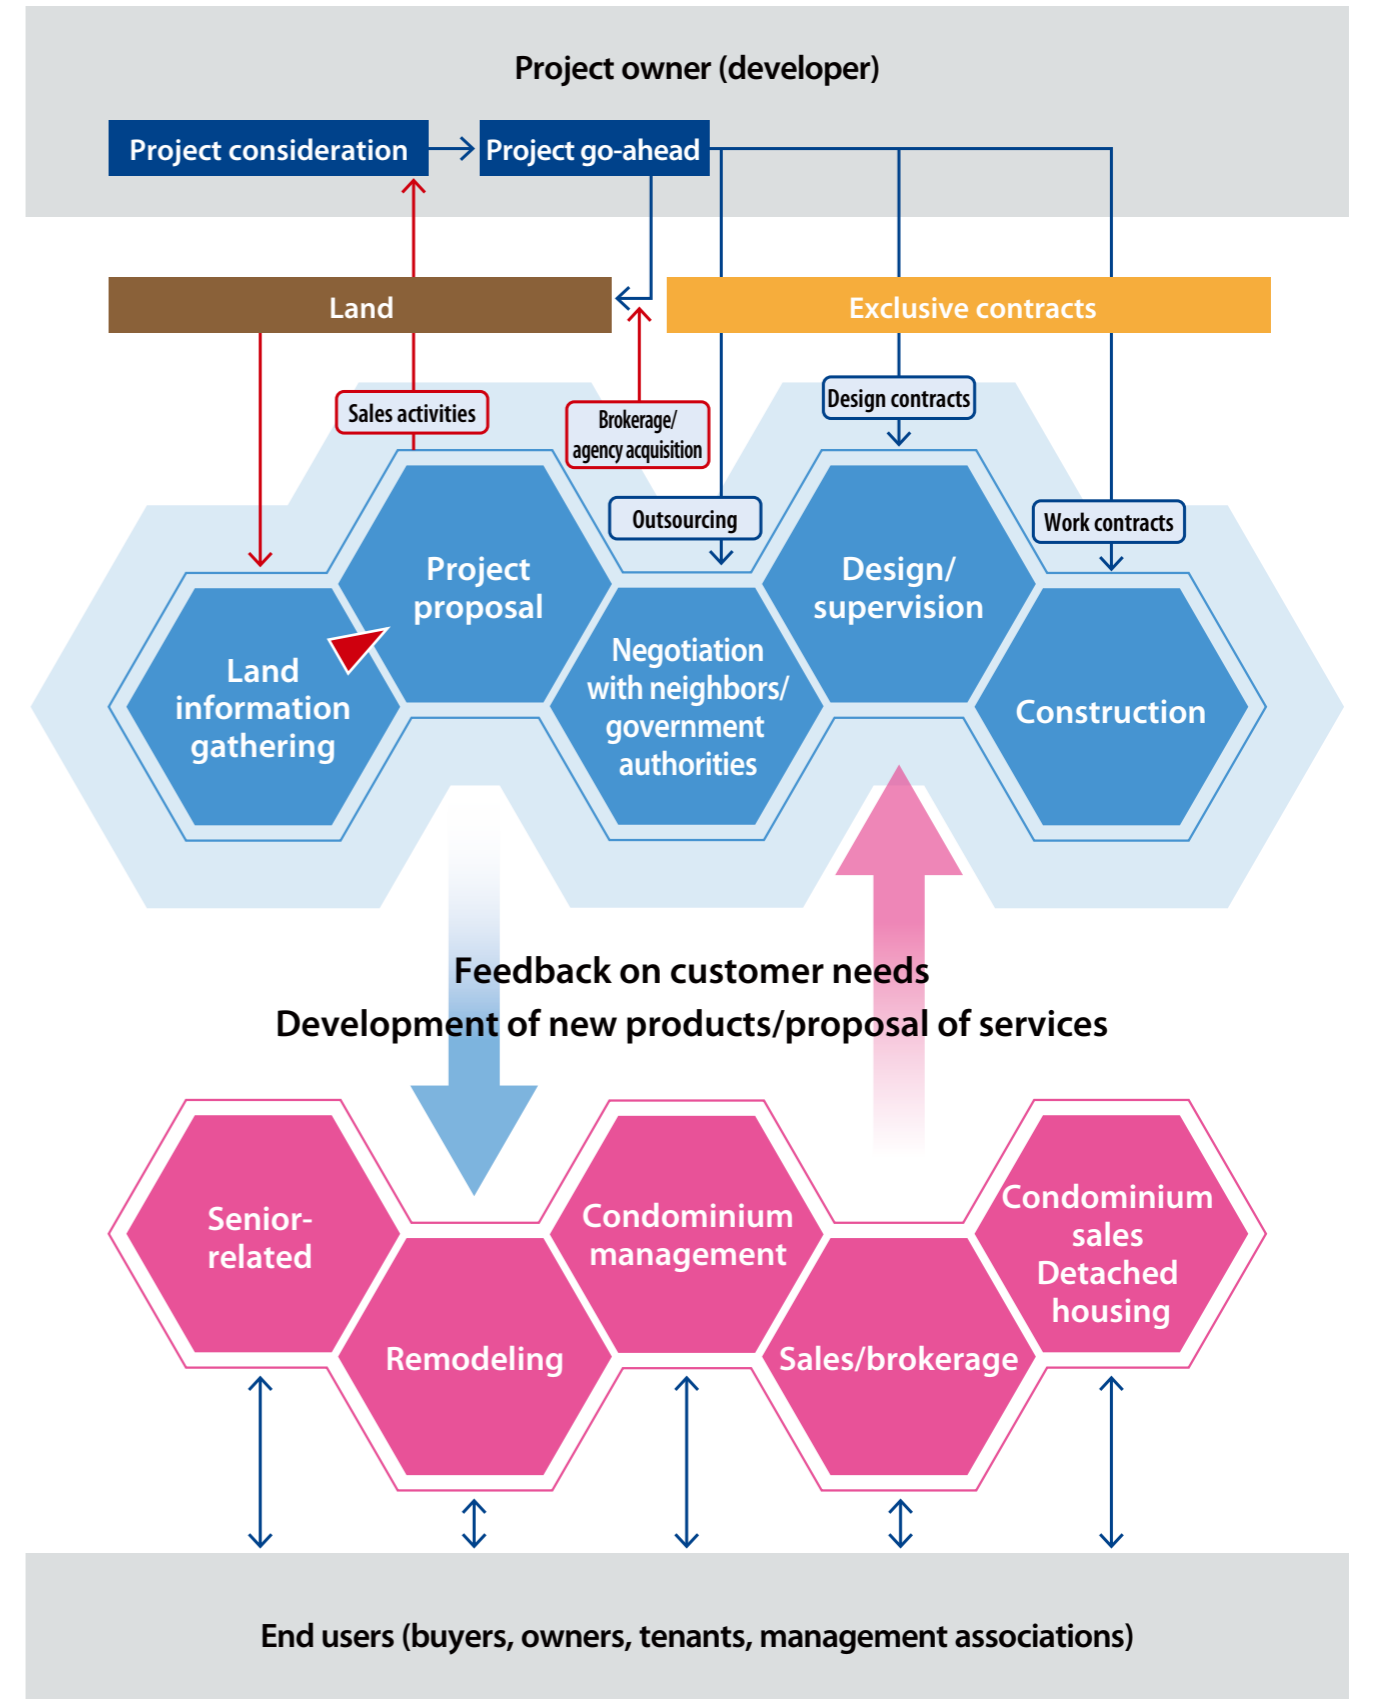 Project owner (developer)
Project consideration
Project go-ahead
Land
Exclusive contracts
Sales activities
Brokerage/
agency acquisition
Design contracts
Outsourcing
Work contracts
Project
proposal
Design/
supervision
Land
information
gathering
Negotiation
with neighbors/
government
authorities
Construction
Feedback on customer needs
Development of new products/proposal of services
Senior-
related
Remodeling
Condominium
management
Sales/brokerage
Condominium
sales
Detached
housing
End users (buyers, owners, tenants, management associations)